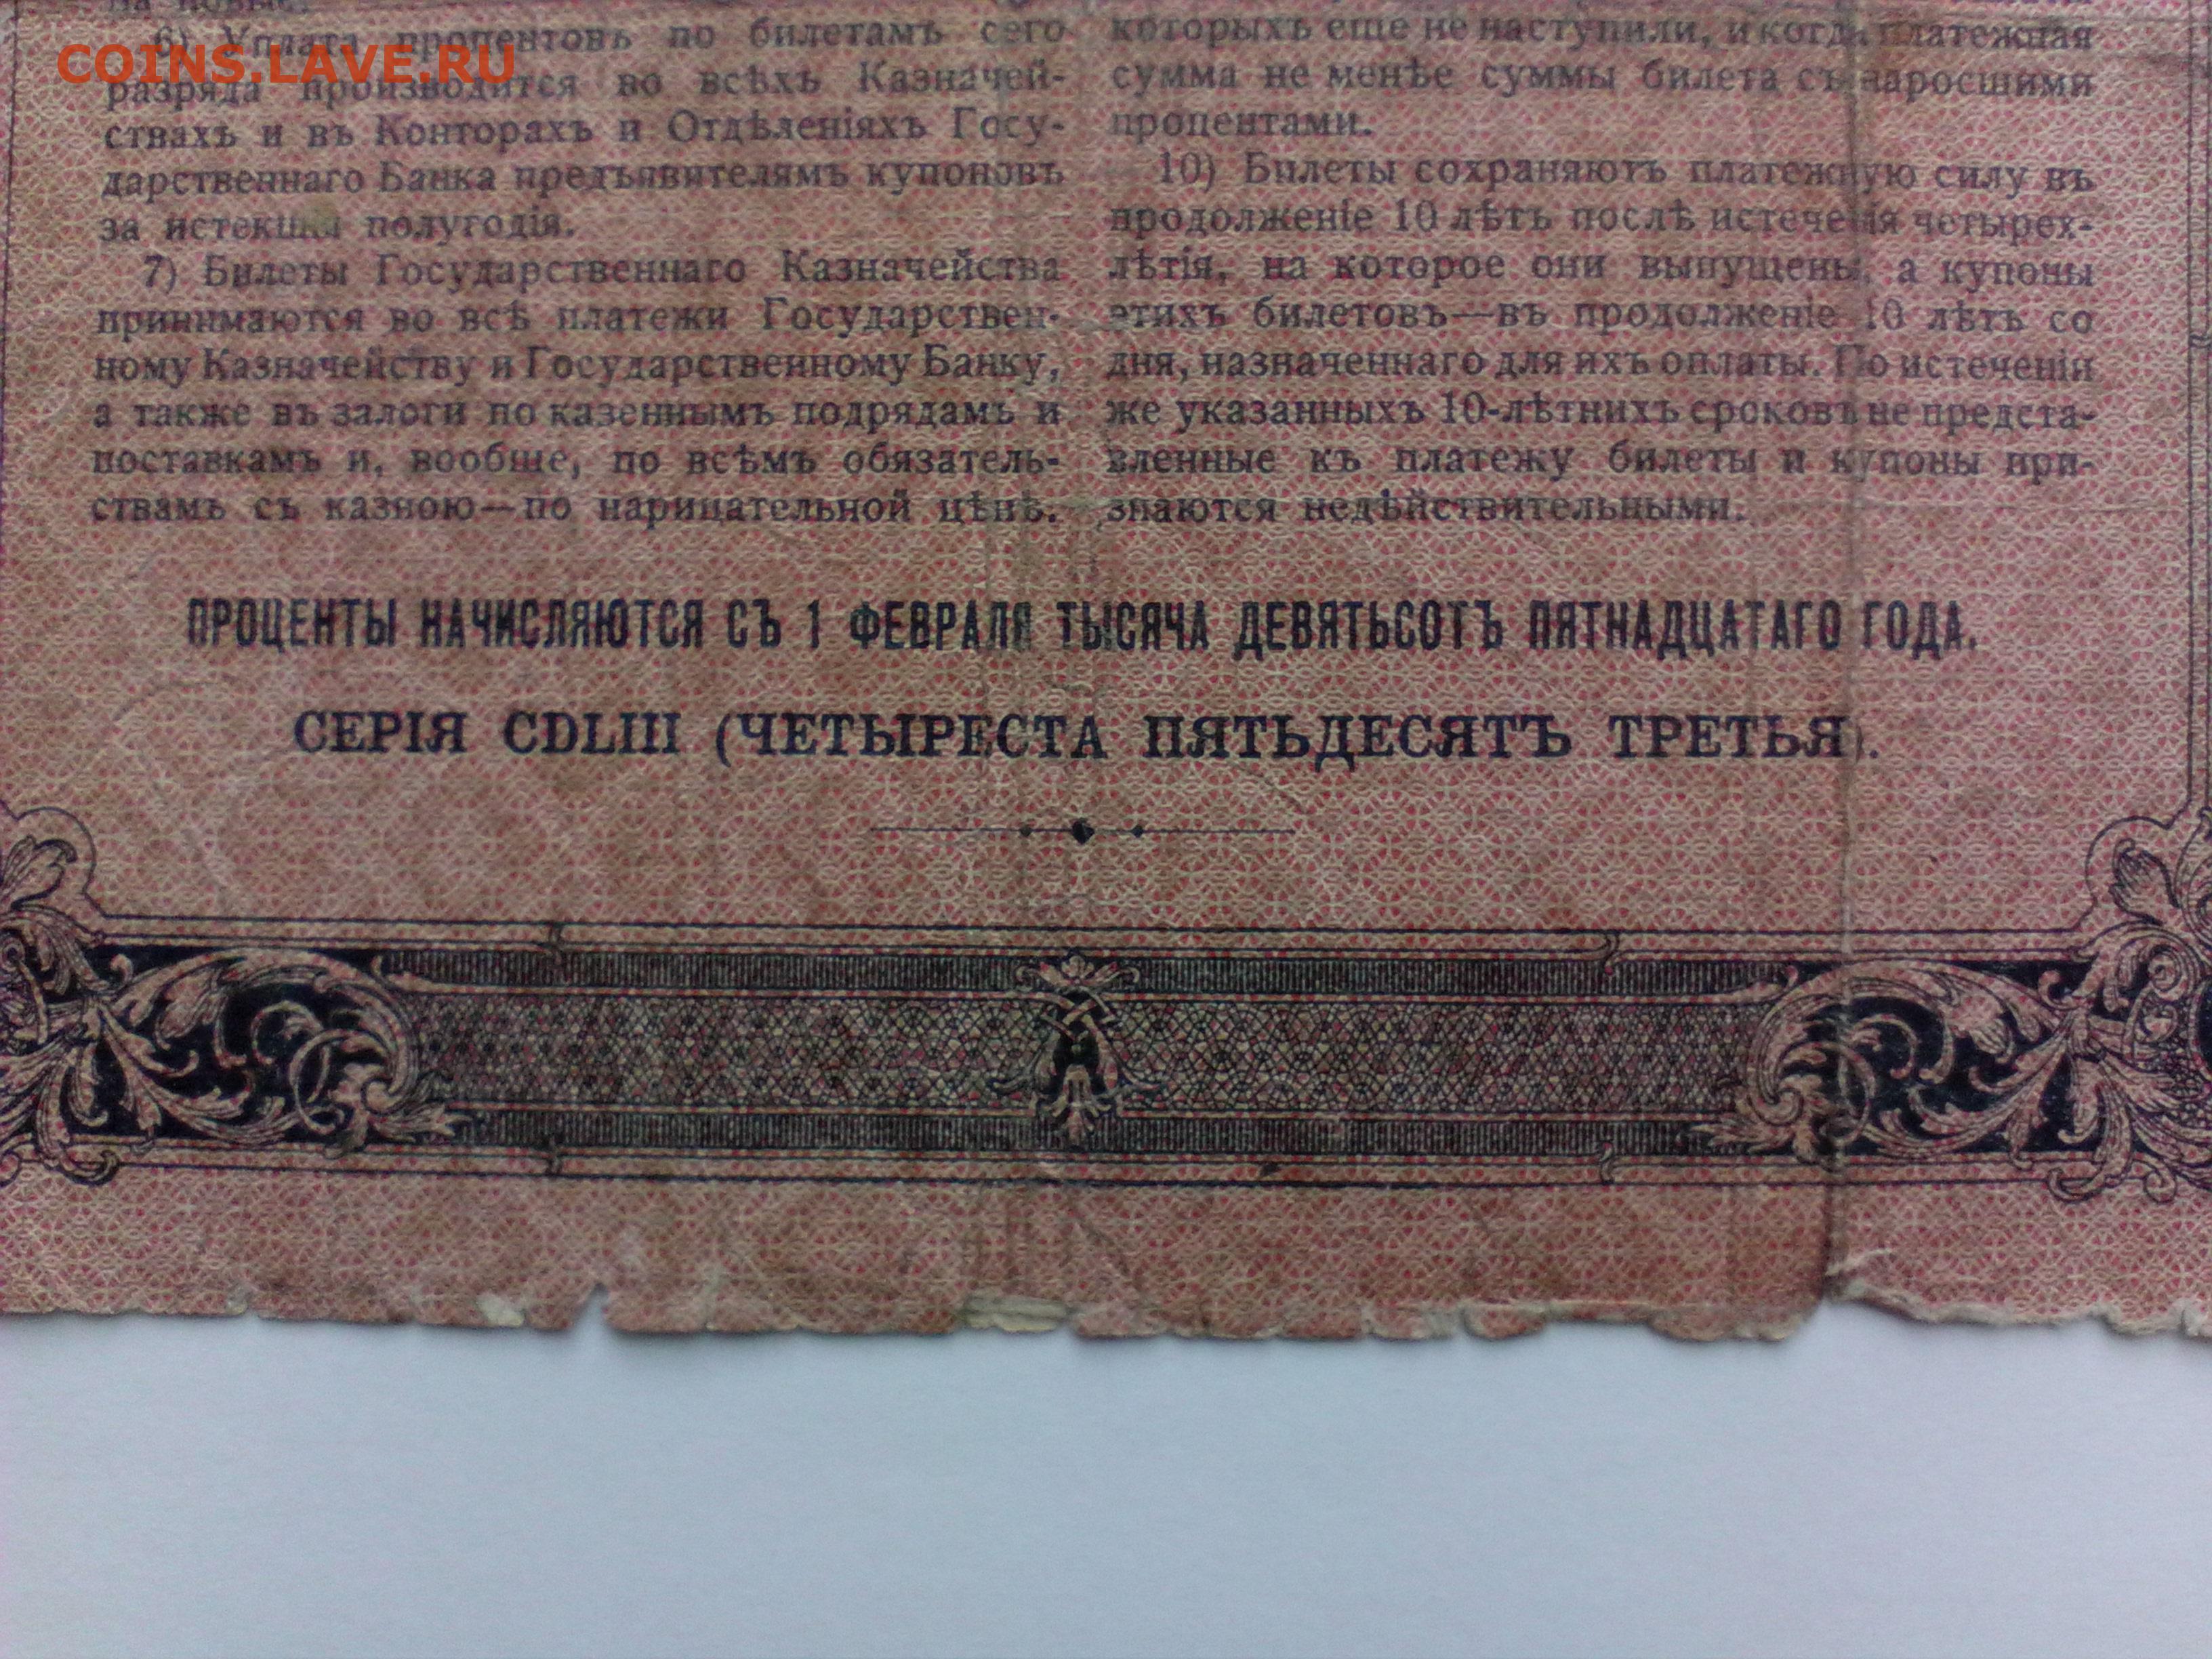 на новые.
6) Уплата процентовъ по билетамъ сего
COINS.LAVE.RU
разряда производится во всѣхъ Казначей-
ствахъ и въ Конторахъ и Отдѣленіяхъ Госу-
дарственнаго Банка предъявителямъ купоновъ
за истекшія полугодія.
7) Билеты Государственнаго Казначейства
принимаются во всѣ платежи Государствен-
ному Казначейству и Государственному Банку,
а также въ залоги по казеннымъ подрядамъ и
поставкамъ и, вообще, по всѣмъ обязатель-
ствамъ съ казною—по нарицательной цѣнѣ.
которыхъ еще не наступили, и когда платежная
сумма не менѣе суммы билета съ наросшими
процентами.
10) Билеты сохраняютъ платежную силу въ
продолженіе 10 лѣтъ послѣ истеченія четырех-
лѣтія, на которое они выпущены, а купоны
этихъ билетовъ—въ продолженіе 10 лѣтъ со
дня, назначеннаго для ихъ оплаты. По истеченіи
же указанныхъ 10-лѣтнихъ сроковъ не предста-
вленные къ платежу билеты и купоны при-
знаются недѣйствительными.
ПРОЦЕНТЫ НАЧИСЛЯЮТСЯ СЪ 1 ФЕВРАЛЯ ТЫСЯЧА ДЕВЯТЬСОТЪ ПЯТНАДЦАТАГО ГОДА.
СЕРІЯ CDLIII (ЧЕТЫРЕСТА ПЯТЬДЕСЯТЪ ТРЕТЬЯ).